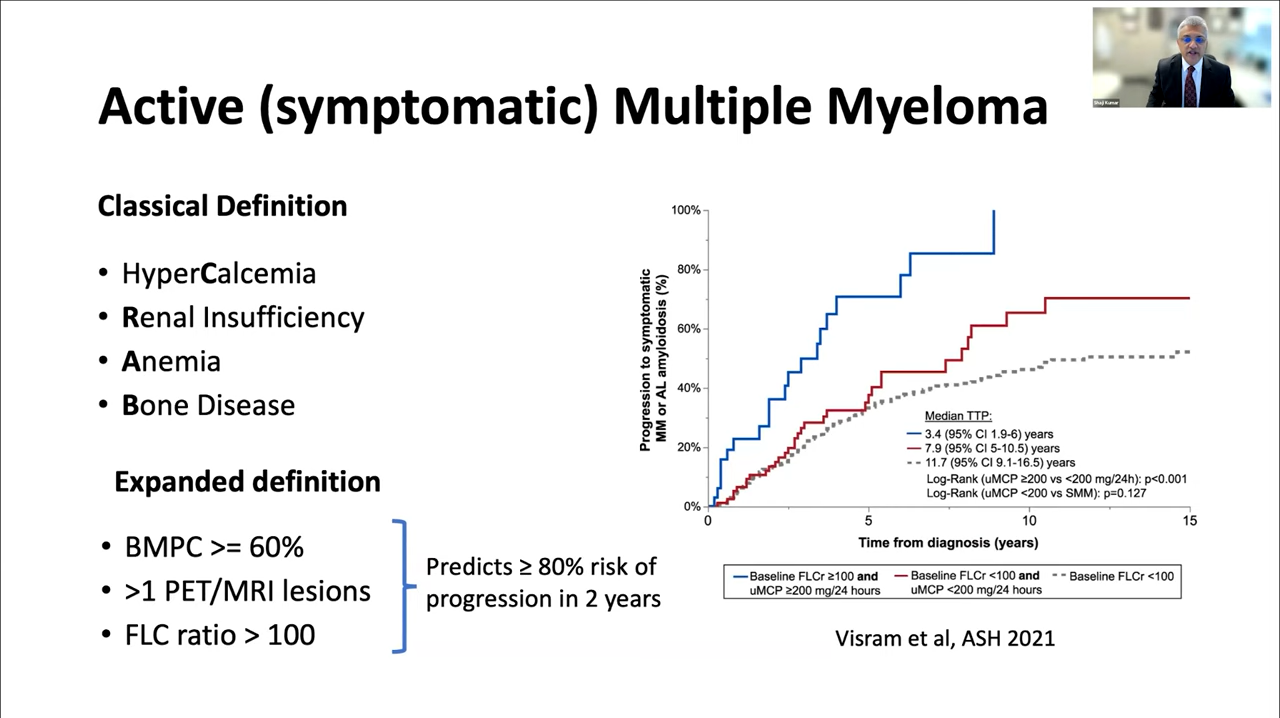 Active (symptomatic) Multiple Myeloma
Shaji Kumar
Classical Definition
• HyperCalcemia
• Renal Insufficiency
• Anemia
• Bone Disease
Expanded definition
• BMPC >= 60%
• >1 PET/MRI lesions
• FLC ratio > 100
Predicts ≥ 80% risk of
progression in 2 years
Progression to symptomatic
MM or AL amyloidosis (%)
100%
80%
60%
40%
20%
0%
0
5
10
15
Time from diagnosis (years)
Median TTP:
3.4 (95% CI 1.9-6) years
7.9 (95% CI 5-10.5) years
11.7 (95% CI 9.1-16.5) years
Log-Rank (uMCP ≥200 vs <200 mg/24h): p<0.001
Log-Rank (uMCP <200 vs SMM): p=0.127
Baseline FLCr ≥100 and
uMCP ≥200 mg/24 hours
Baseline FLCr <100 and
uMCP <200 mg/24 hours
Baseline FLCr <100
Visram et al, ASH 2021